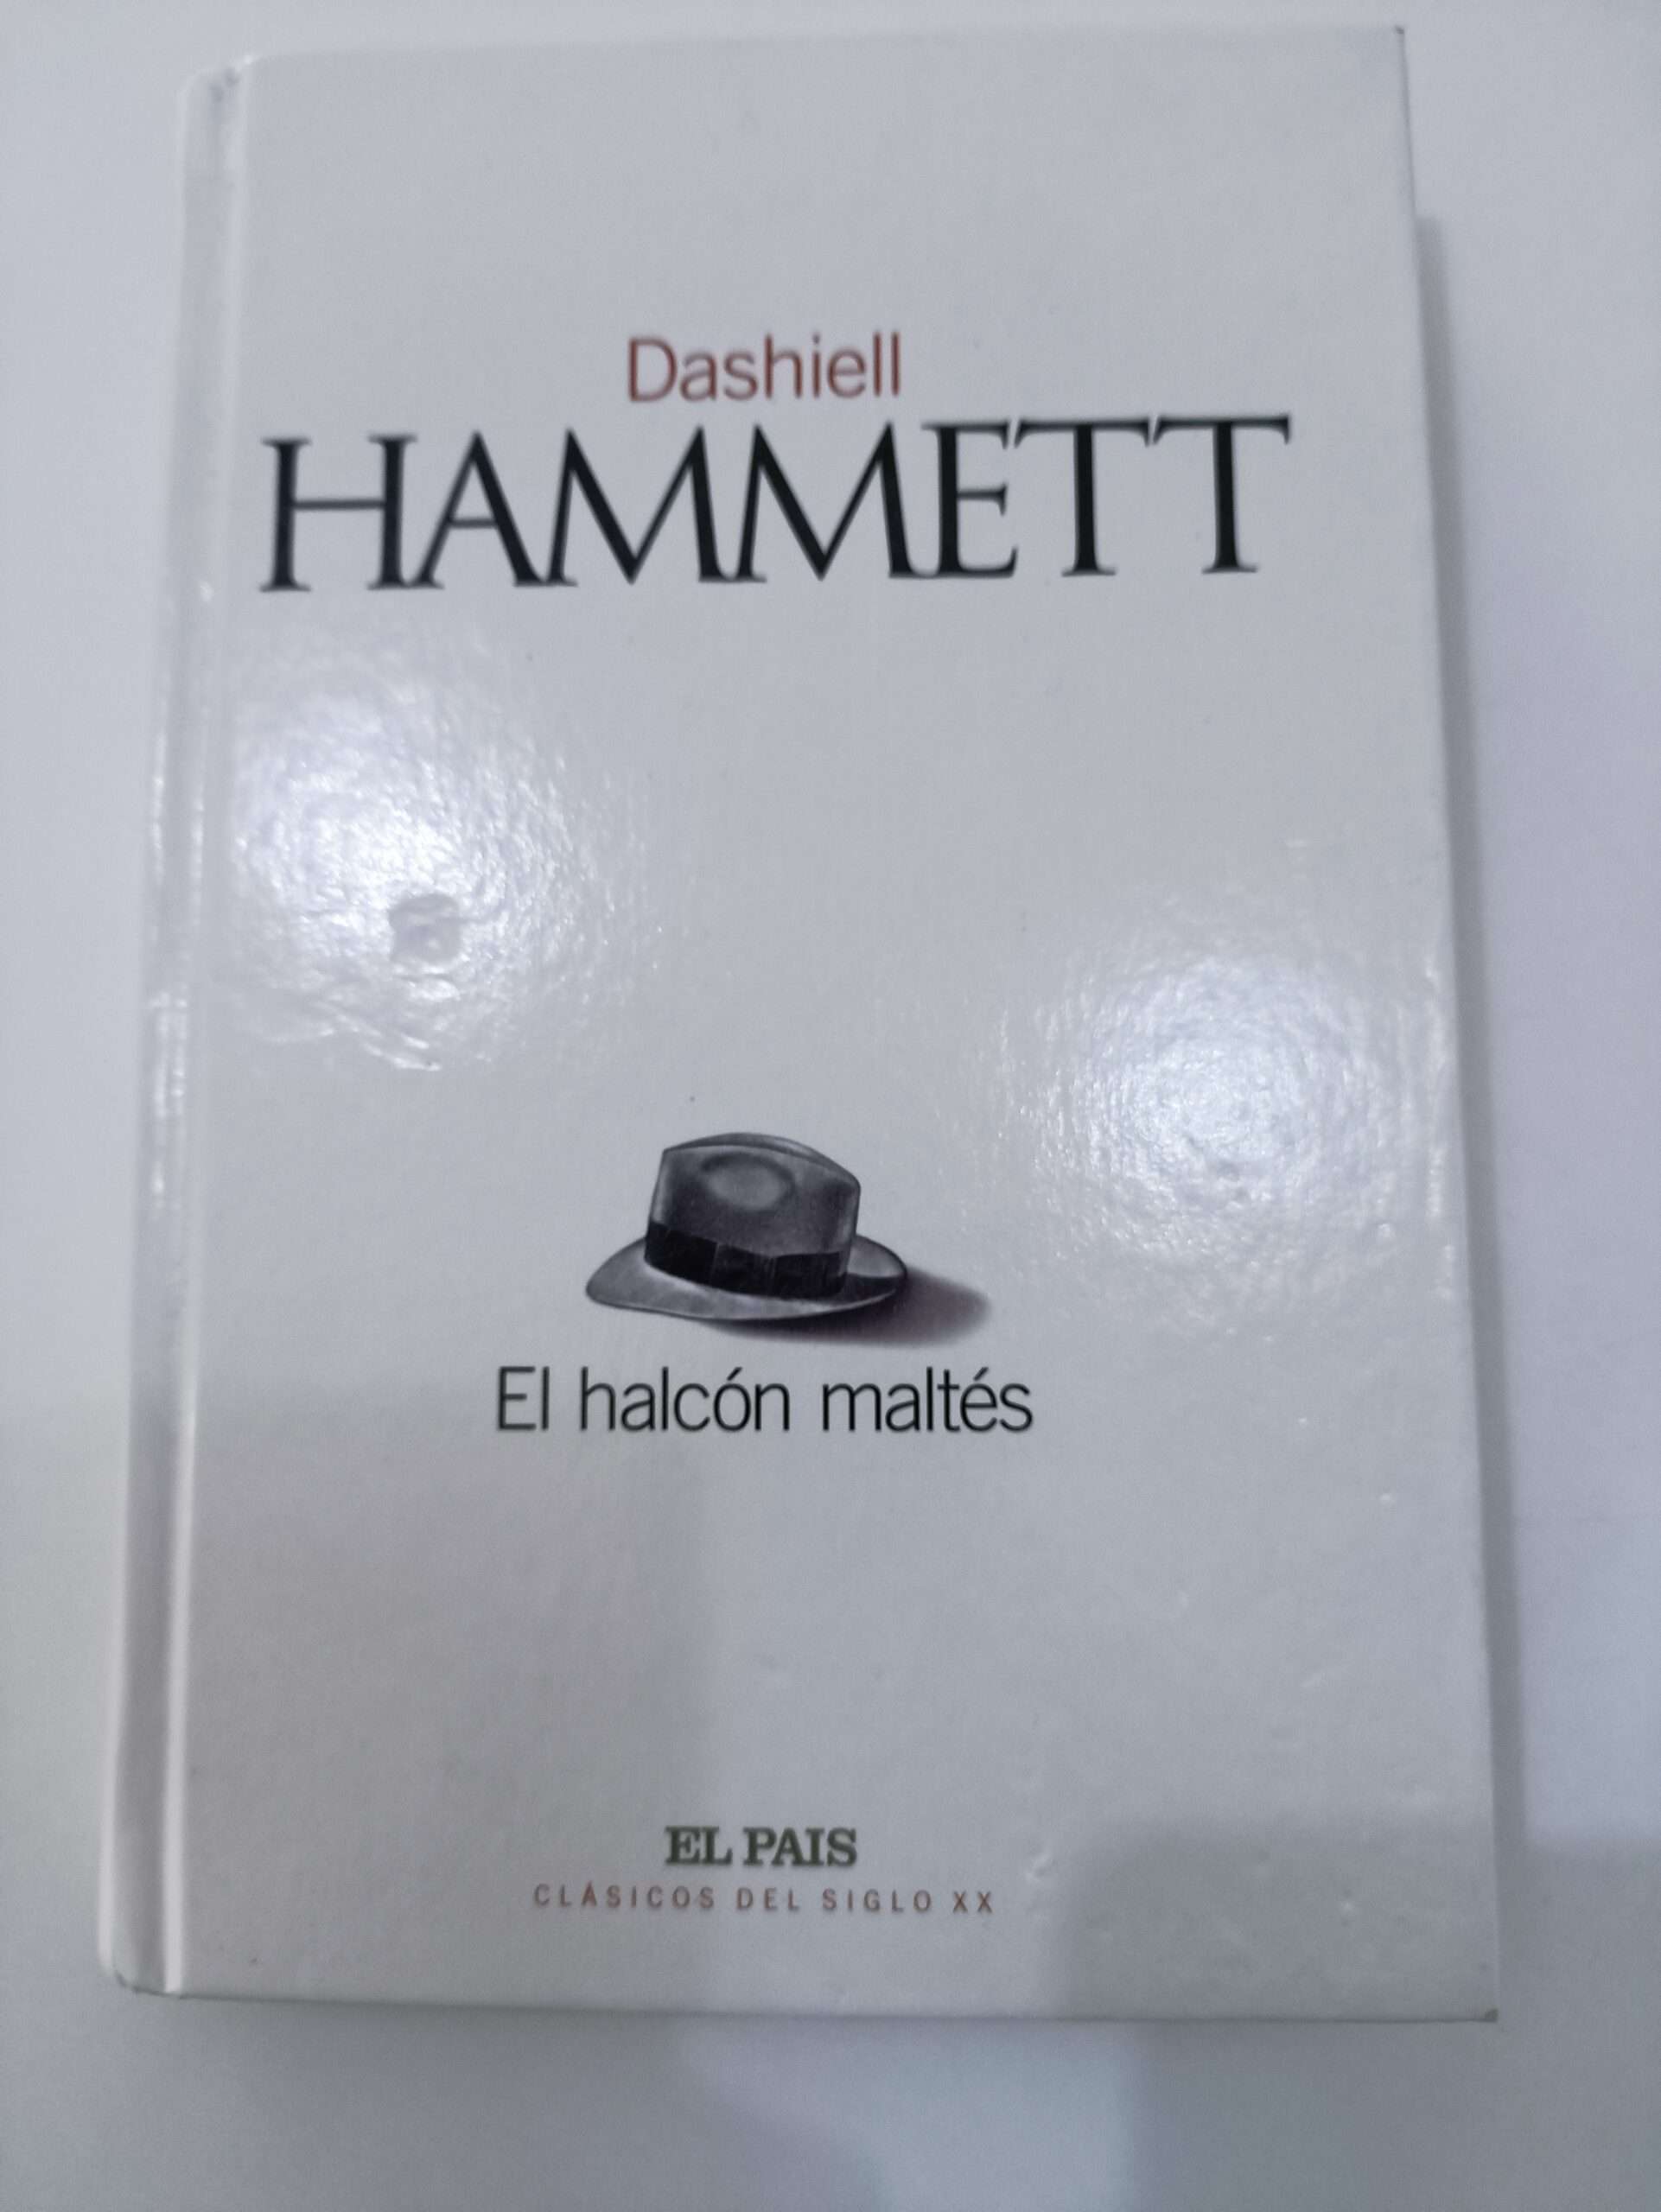 Dashiell
HAMMETT
El halcón maltés
EL PAIS
CLÁSICOS DEL SIGLO XX